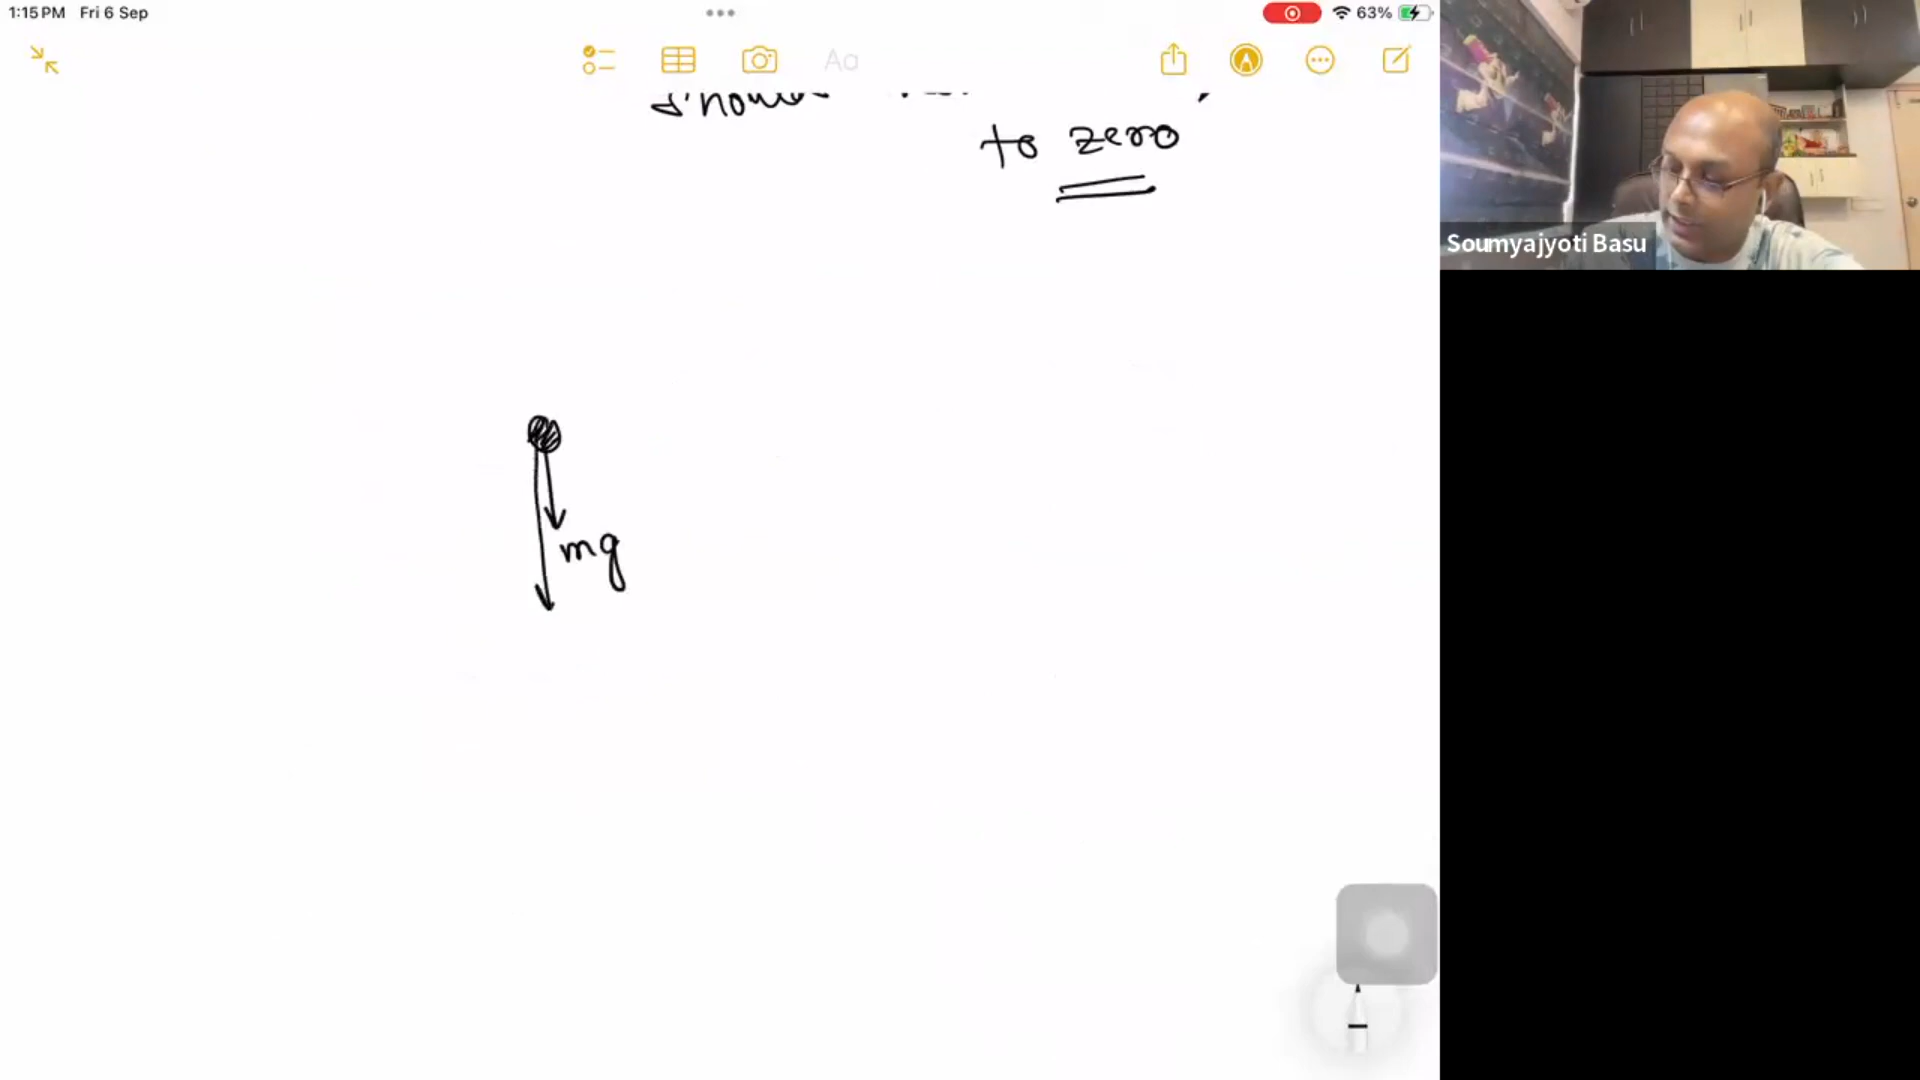 1:15 PM Fri 6 Sep
63%
Aa
to zero
mg
Soumyajyoti Basu